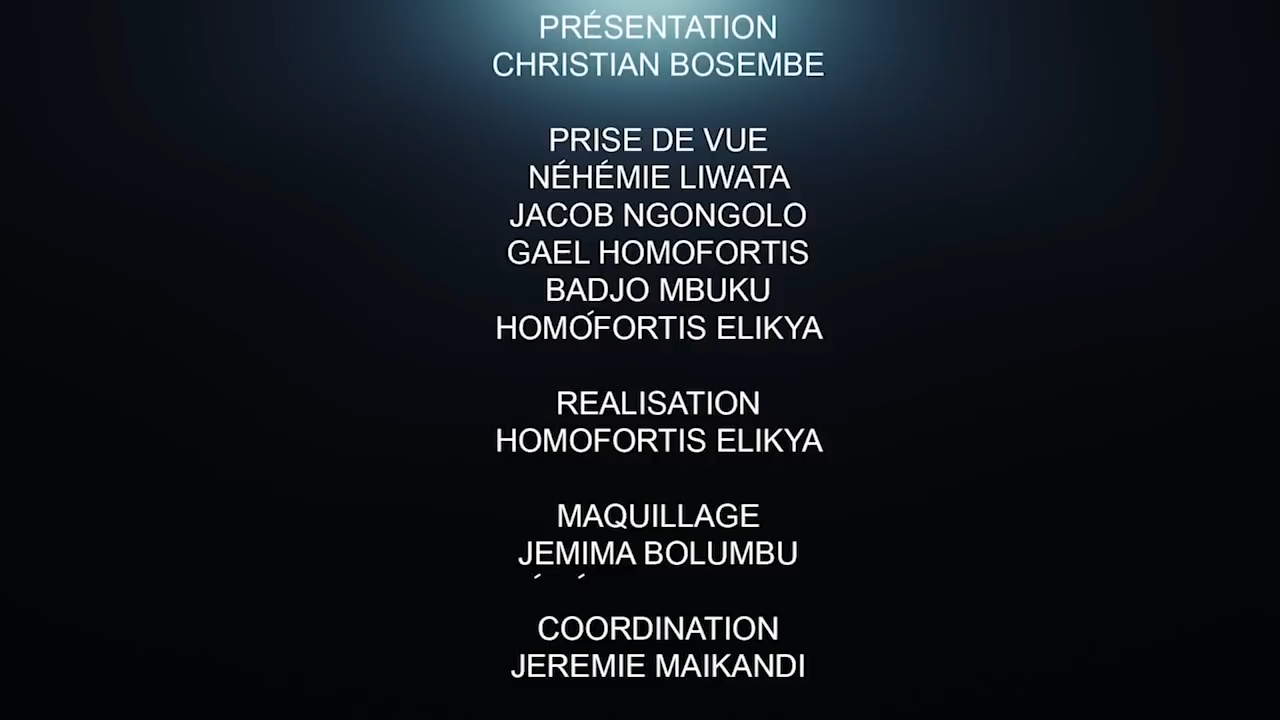 PRÉSENTATION
CHRISTIAN BOSEMBE
PRISE DE VUE
NÉHÉMIE LIWATA
JACOB NGONGOLO
GAEL HOMOFORTIS
BADJO MBUKU
HOMOFORTIS ELIKYA
REALISATION
HOMOFORTIS ELIKYA
MAQUILLAGE
JEMIMA BOLUMBU
COORDINATION
JEREMIE MAIKANDI